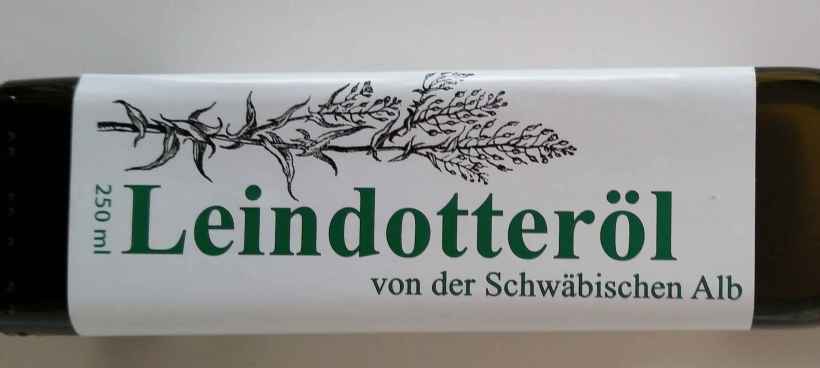 250 ml
Leindotteröl
von der Schwäbischen Alb